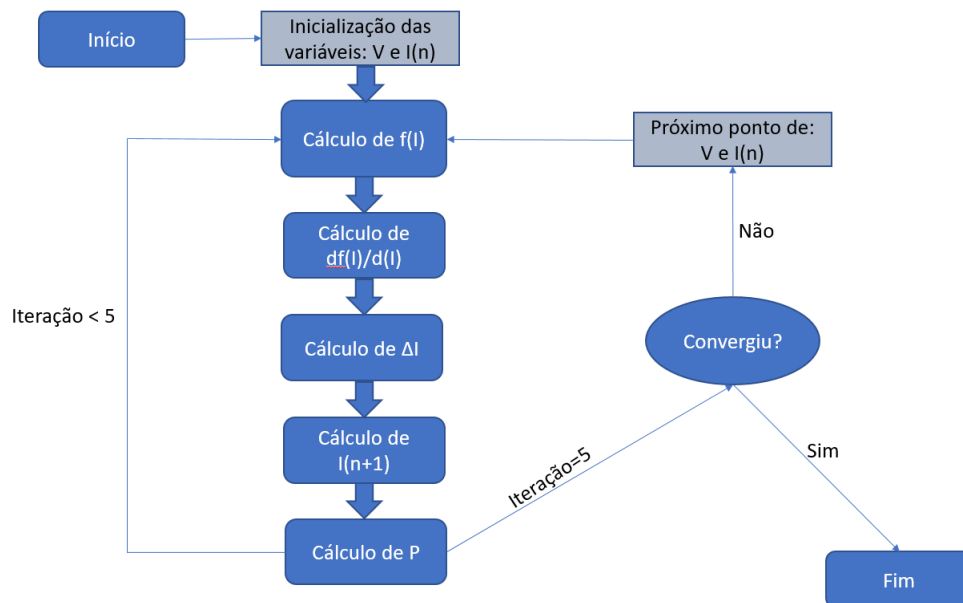 Início
Inicialização das
variáveis: V e I(n)
Cálculo de f(I)
Próximo ponto de:
V e I(n)
Cálculo de
df(I)/d(I)
Não
Iteração < 5
Cálculo de ΔI
Convergiu?
Cálculo de
I(n+1)
Iteração=5
Sim
Cálculo de P
Fim